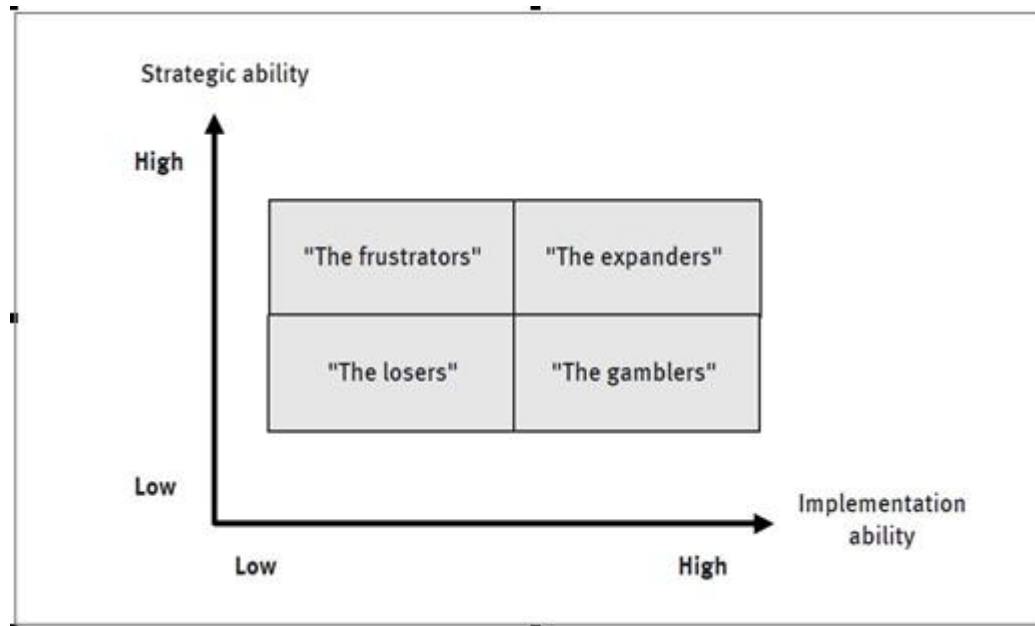 Strategic ability
High
"The frustrators" "The expanders"
"The losers" "The gamblers"
Low
Implementation
ability
Low High